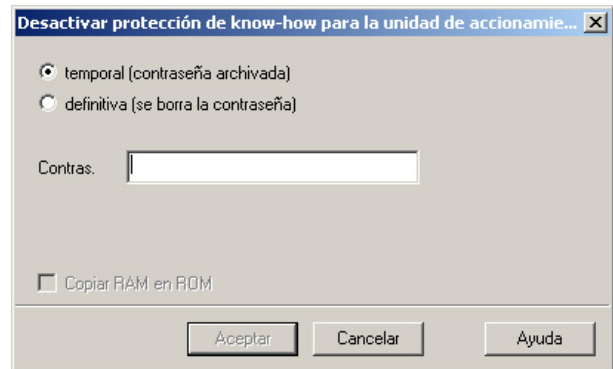 Desactivar protección de know-how para la unidad de accionamie...
temporal (contraseña archivada)
definitiva (se borra la contraseña)
Contras.
Copiar RAM en ROM
Aceptar Cancelar Ayuda